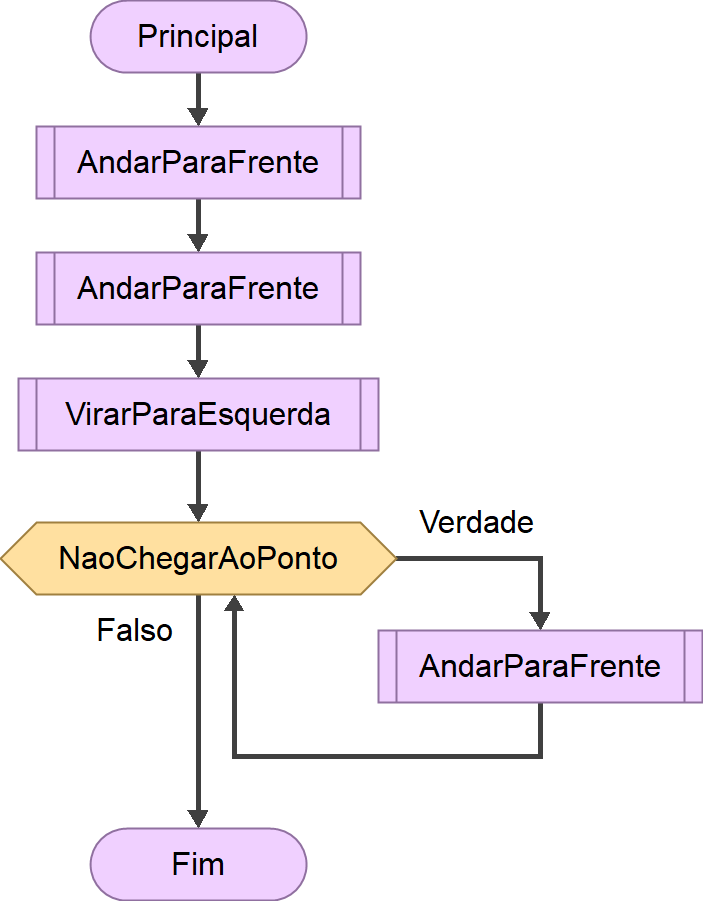 Principal
AndarParaFrente
AndarParaFrente
VirarParaEsquerda
NaoChegarAoPonto
Verdade
Falso
AndarParaFrente
Fim